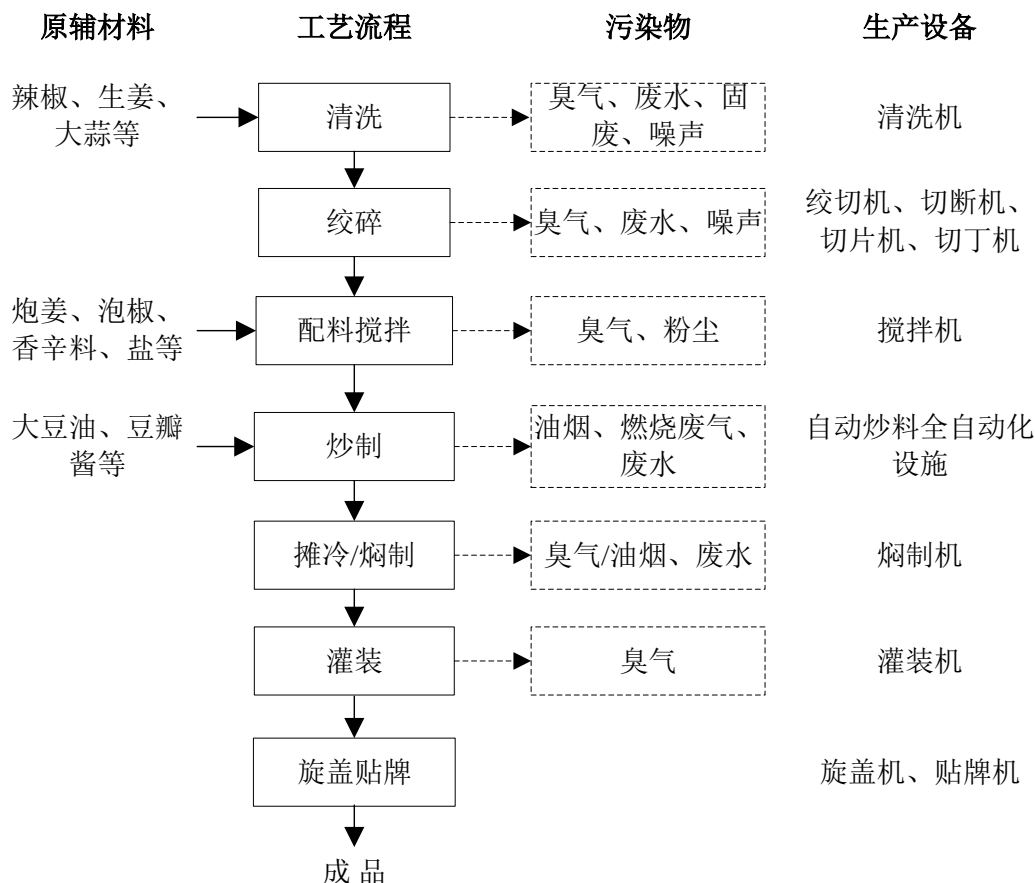 原辅材料 工艺流程 污染物 生产设备
辣椒、生姜、
大蒜等
清洗
臭气、废水、固
废、噪声
清洗机
绞碎
臭气、废水、噪声
绞切机、切断机、
切片机、切丁机
炮姜、泡椒、
香辛料、盐等
配料搅拌
臭气、粉尘
搅拌机
大豆油、豆瓣
酱等
炒制
油烟、燃烧废气、
废水
自动炒料全自动化
设施
摊冷/焖制
臭气/油烟、废水
焖制机
灌装
臭气
灌装机
旋盖贴牌
旋盖机、贴牌机
成 品